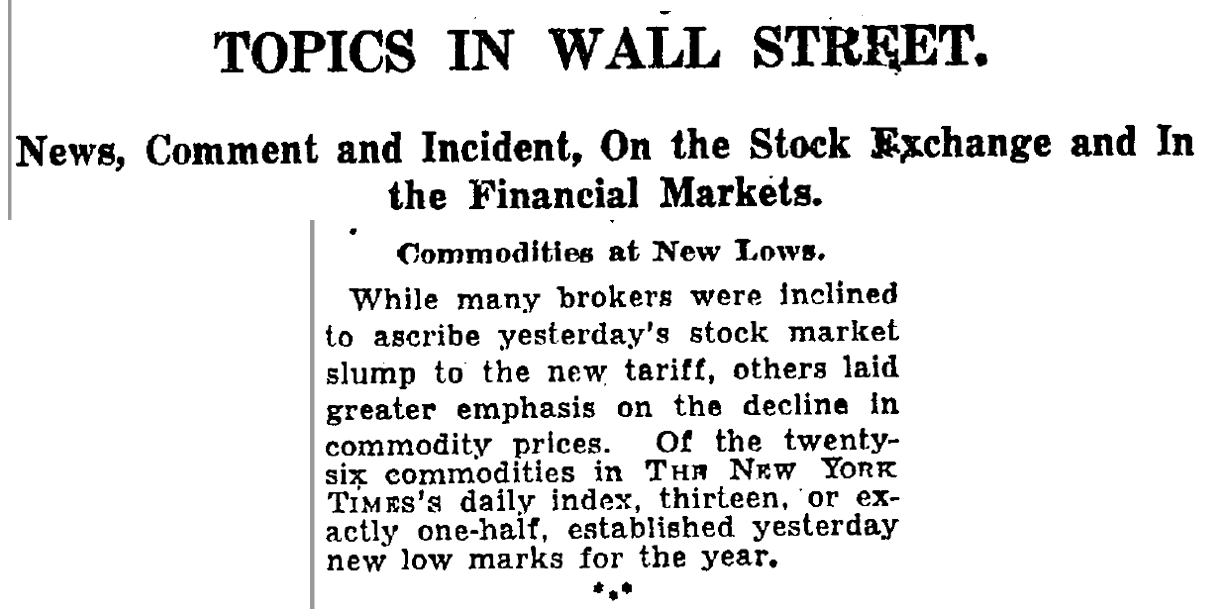 TOPICS IN WALL STREET.
News, Comment and Incident, On the Stock Exchange and In
the Financial Markets.
Commodities at New Lows.
While many brokers were inclined
to ascribe yesterday's stock market
slump to the new tariff, others laid
greater emphasis on the decline in
commodity prices. Of the twenty-
six commodities in THE NEW YORK
TIMES's daily index, thirteen, or ex-
actly one-half, established yesterday
new low marks for the year.
*.*